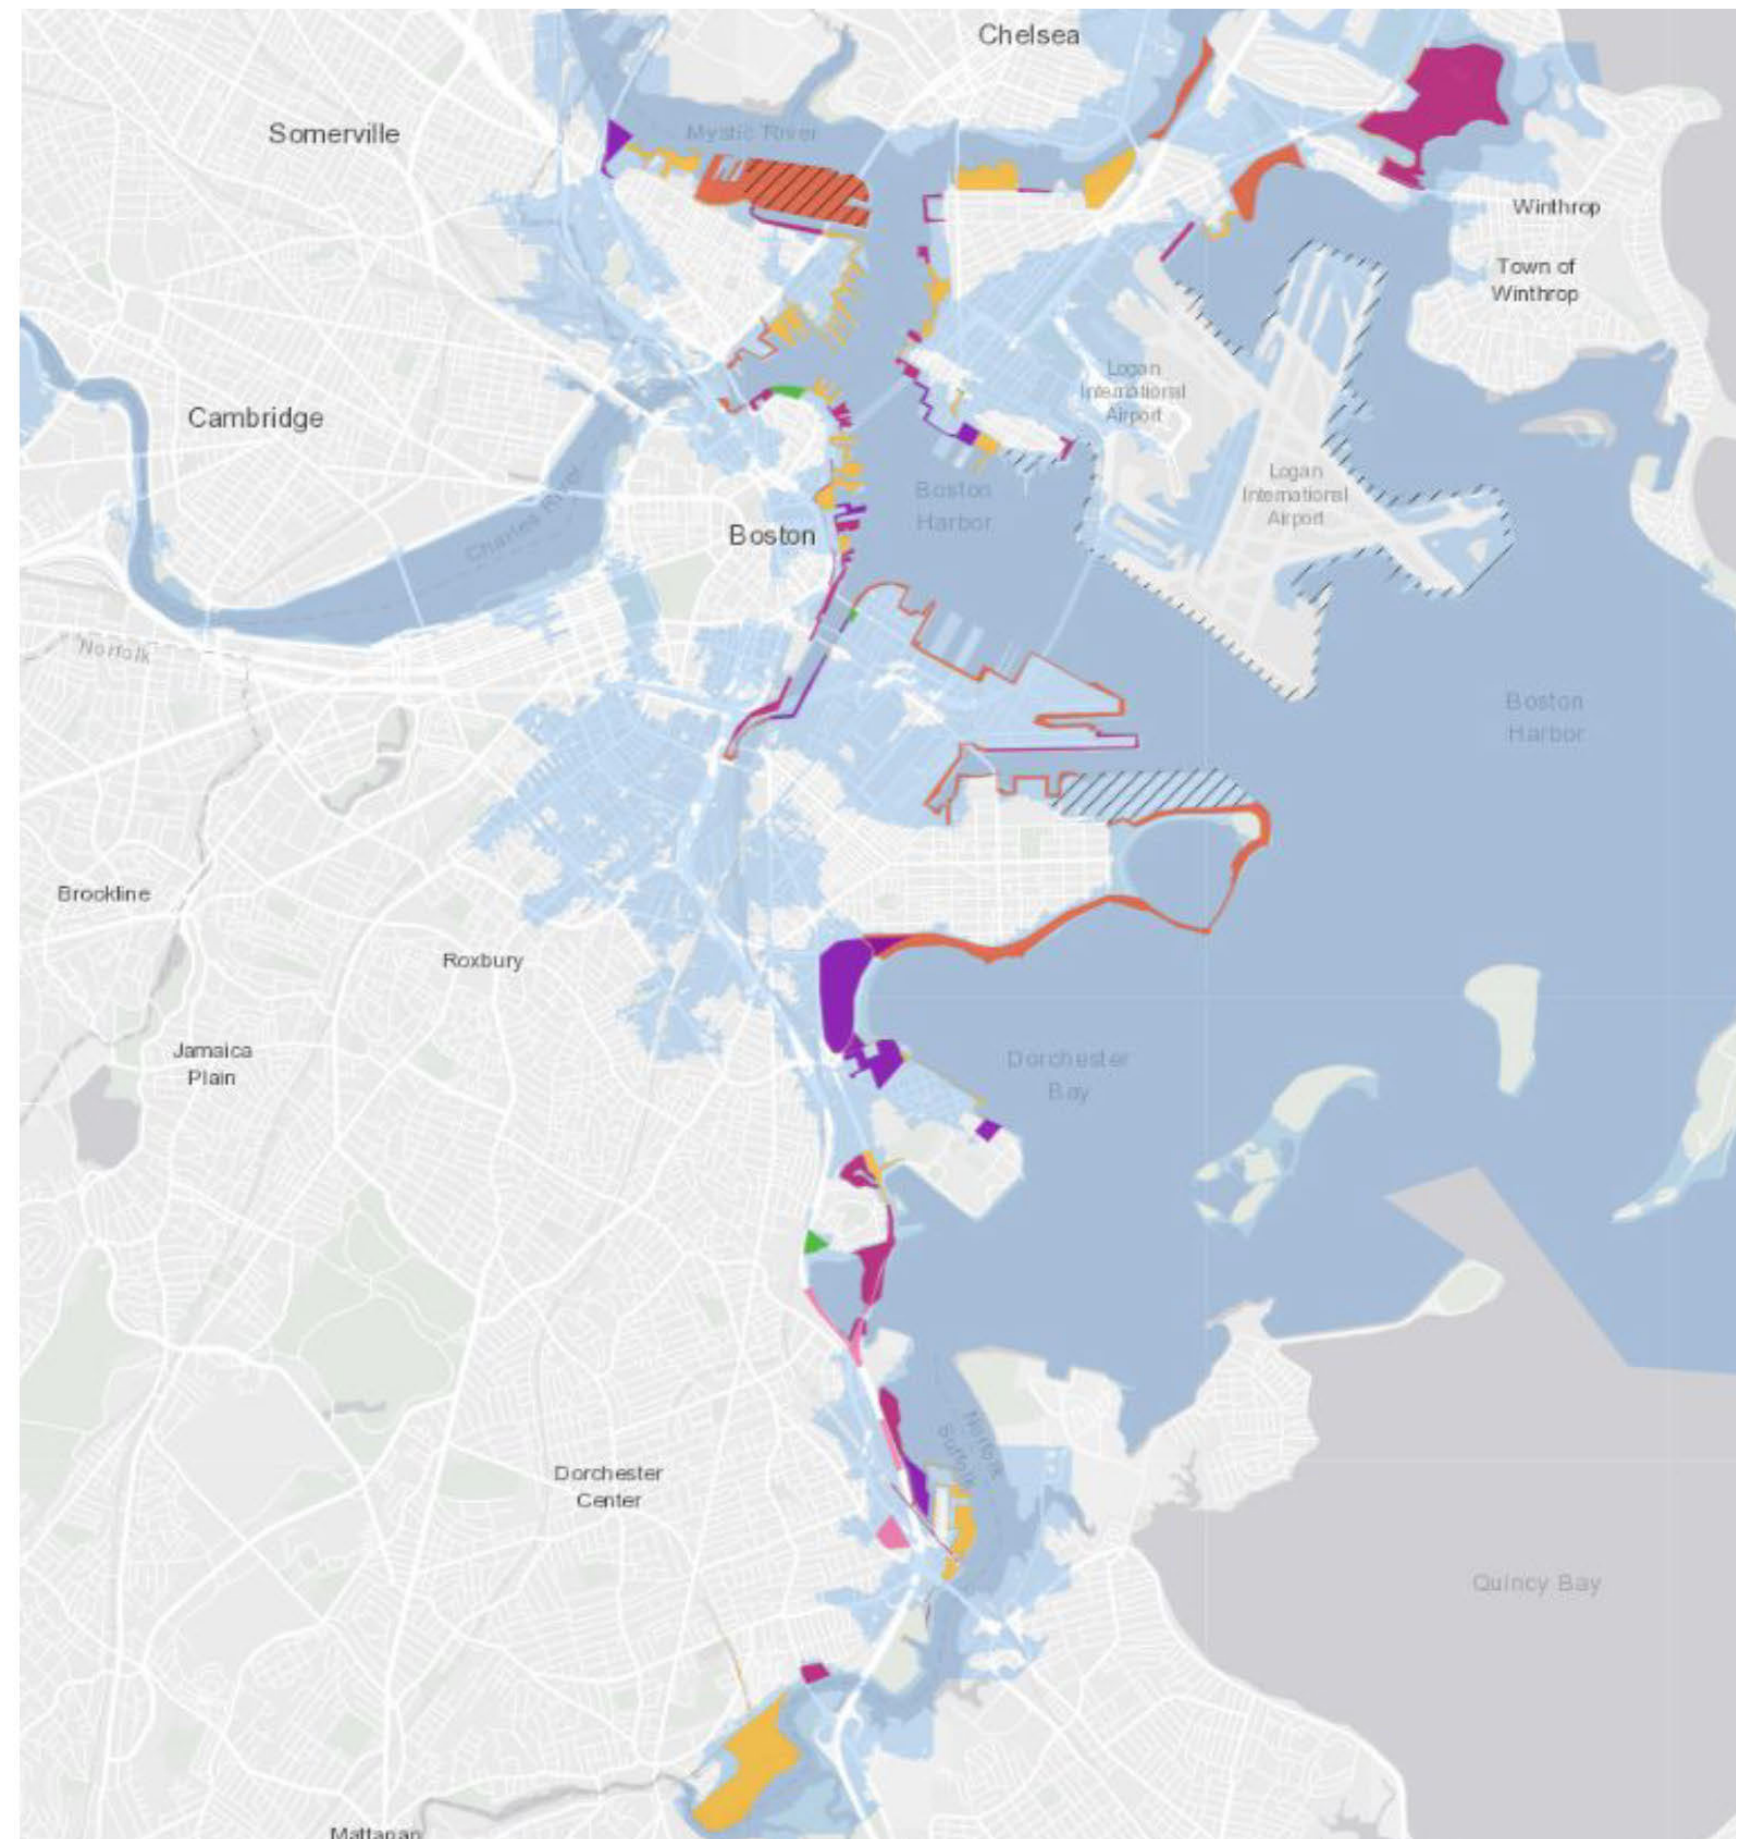 Chelsea
Somerville
Mystic River
Winthrop
Town of
Winthrop
Logan
International
Airport
Cambridge
Logan
International
Airport
Boston
Harbor
Charles River
Boston
Norfolk
Boston
Harbor
Brookline
Roxbury
Jamaica
Plain
Dorchester
Bay
Norfolk
Suffolk
Dorchester
Center
Quincy Bay
Mattapan